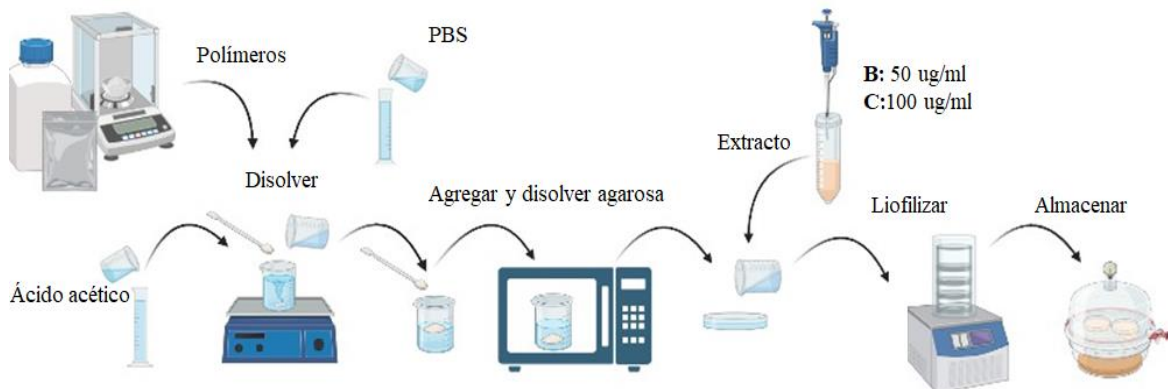 Polímeros
PBS
B: 50 ug/ml
C:100 ug/ml
Extracto
Disolver
Agregar y disolver agarosa
Liofilizar
Almacenar
Ácido acético